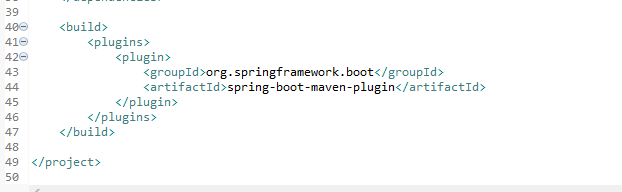 39
40 <build>
41 <plugins>
42 <plugin>
43 <groupId>org.springframework.boot</groupId>
44 <artifactId>spring-boot-maven-plugin</artifactId>
45 </plugin>
46 </plugins>
47 </build>
48
49 </project>
50